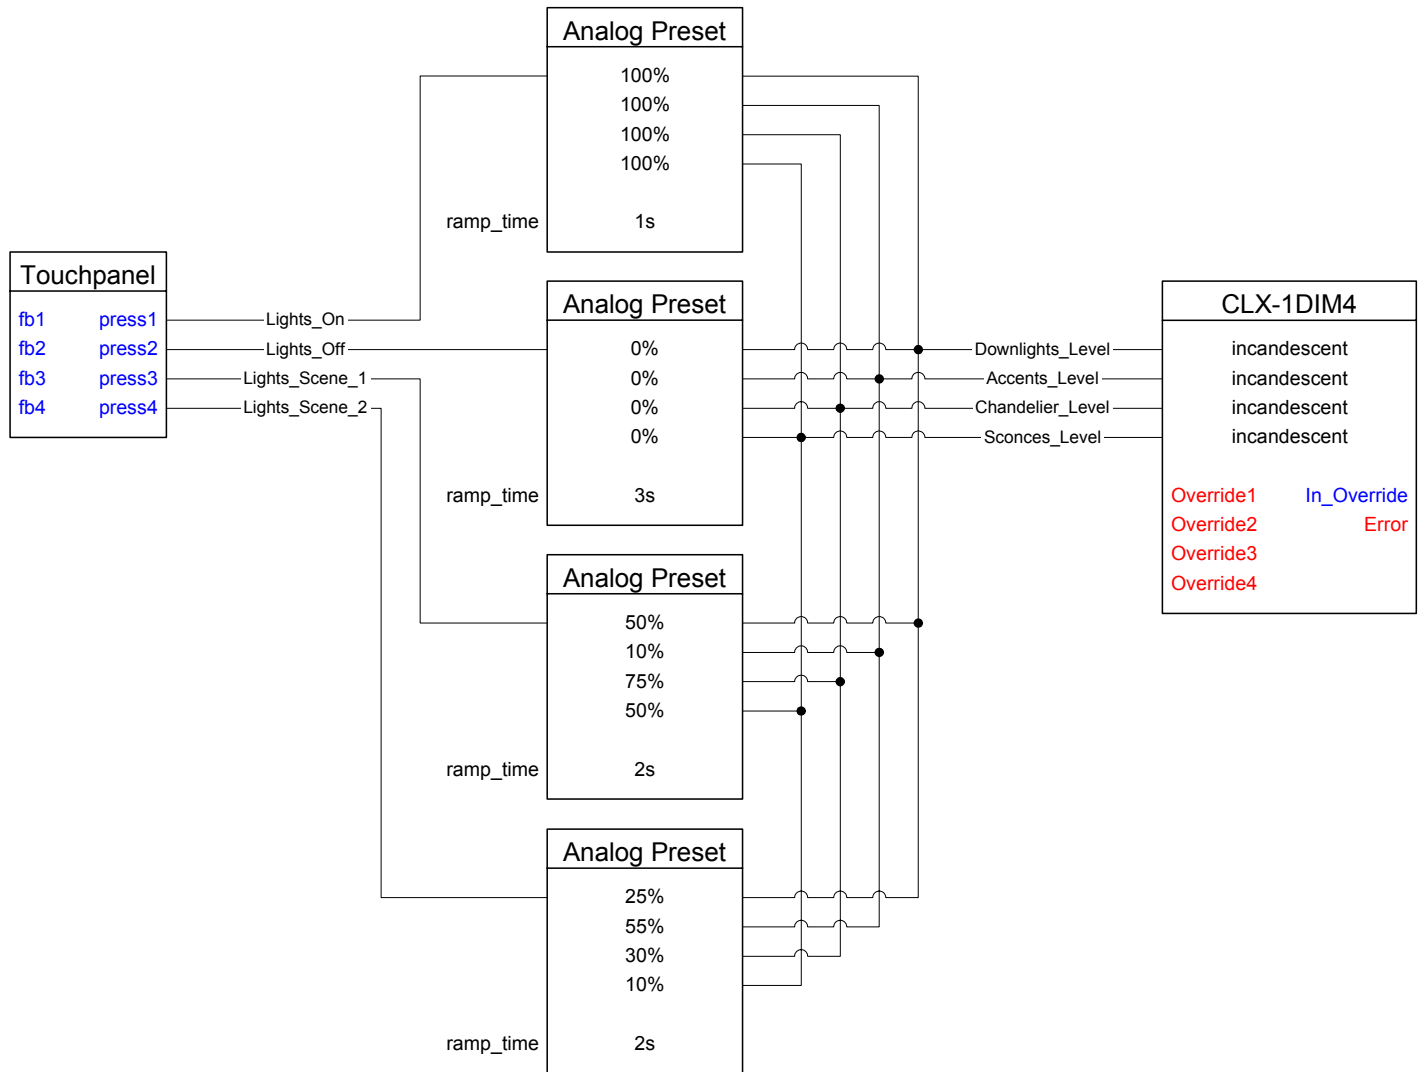 Analog Preset
100%
100%
100%
100%
ramp_time 1s
Touchpanel
fb1 press1 Lights_On
fb2 press2 Lights_Off
fb3 press3 Lights_Scene_1
fb4 press4 Lights_Scene_2
Analog Preset
0%
0%
0%
0%
ramp_time 3s
Downlights_Level
Accents_Level
Chandelier_Level
Sconces_Level
CLX-1DIM4
incandescent
incandescent
incandescent
incandescent
Override1 In_Override
Override2 Error
Override3
Override4
Analog Preset
50%
10%
75%
50%
ramp_time 2s
Analog Preset
25%
55%
30%
10%
ramp_time 2s